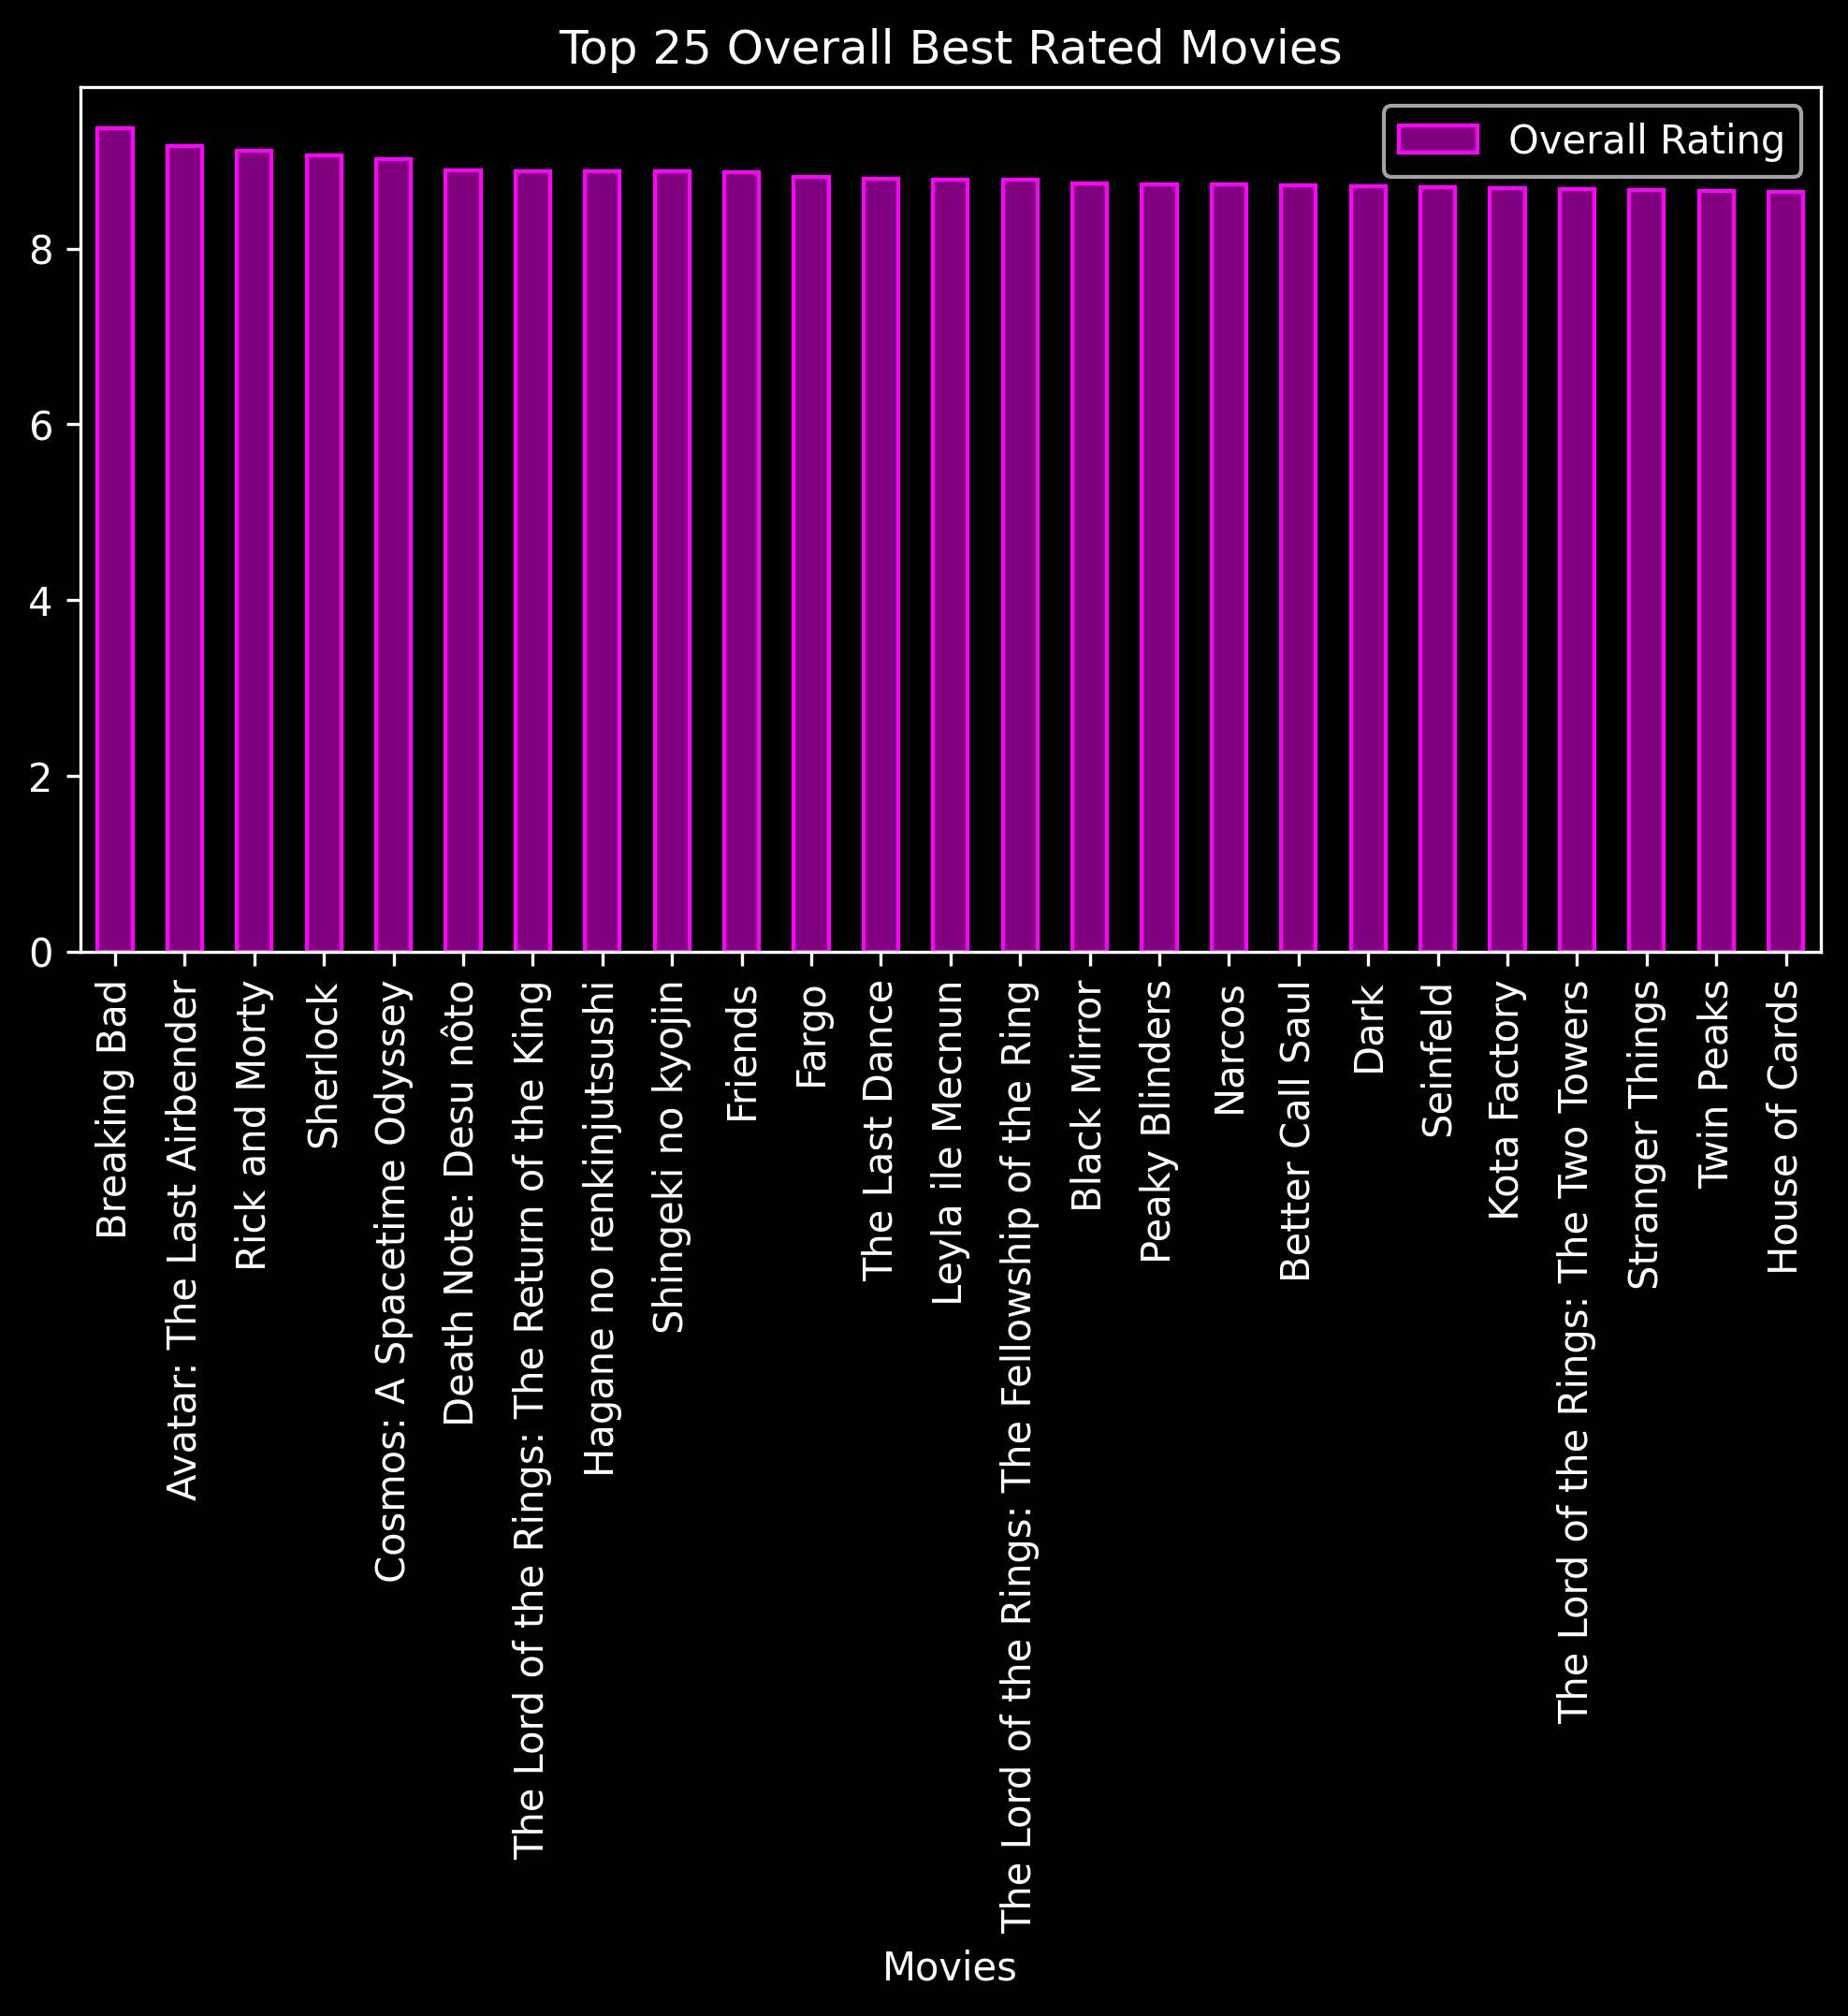 Top 25 Overall Best Rated Movies
Overall Rating
8
6
4
2
0
Breaking Bad
Avatar: The Last Airbender
Rick and Morty
Sherlock
Cosmos: A Spacetime Odyssey
Death Note: Desu nôto
The Lord of the Rings: The Return of the King
Hagane no renkinjutsushi
Shingeki no kyojin
Friends
Fargo
The Last Dance
Leyla ile Mecnun
The Lord of the Rings: The Fellowship of the Ring
Black Mirror
Peaky Blinders
Narcos
Better Call Saul
Dark
Seinfeld
Kota Factory
The Lord of the Rings: The Two Towers
Stranger Things
Twin Peaks
House of Cards
Movies